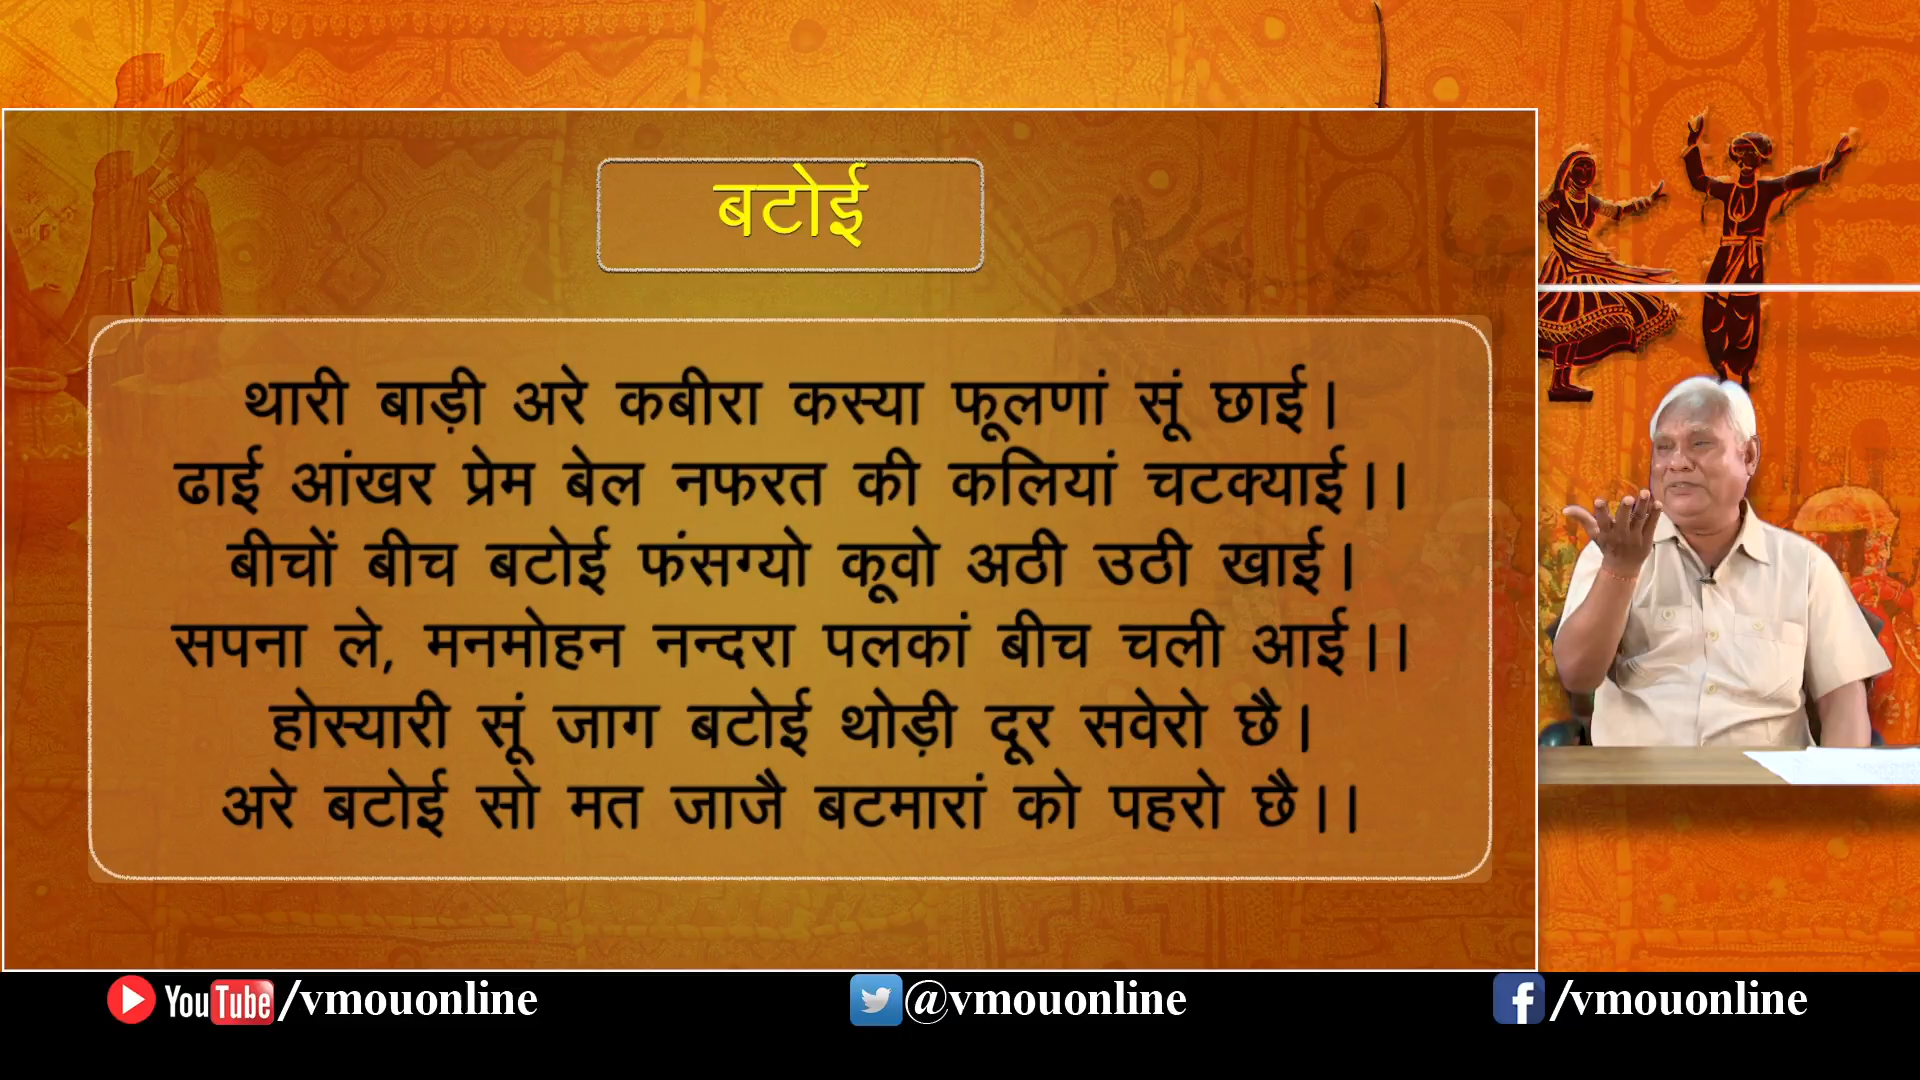 बटोई
थारी बाड़ी अरे कबीरा कस्या फूलणां सूं छाई।
ढाई आंखर प्रेम बेल नफरत की कलियां चटक्याई।।
बीचों बीच बटोई फंसग्यो कूवो अठी उठी खाई।
सपना ले, मनमोहन नन्दरा पलकां बीच चली आई।।
होस्यारी सूं जाग बटोई थोड़ी दूर सवेरो छै।
अरे बटोई सो मत जाजै बटमारां को पहरो छै।।
YouTube/vmouonline
@vmouonline
f/vmouonline